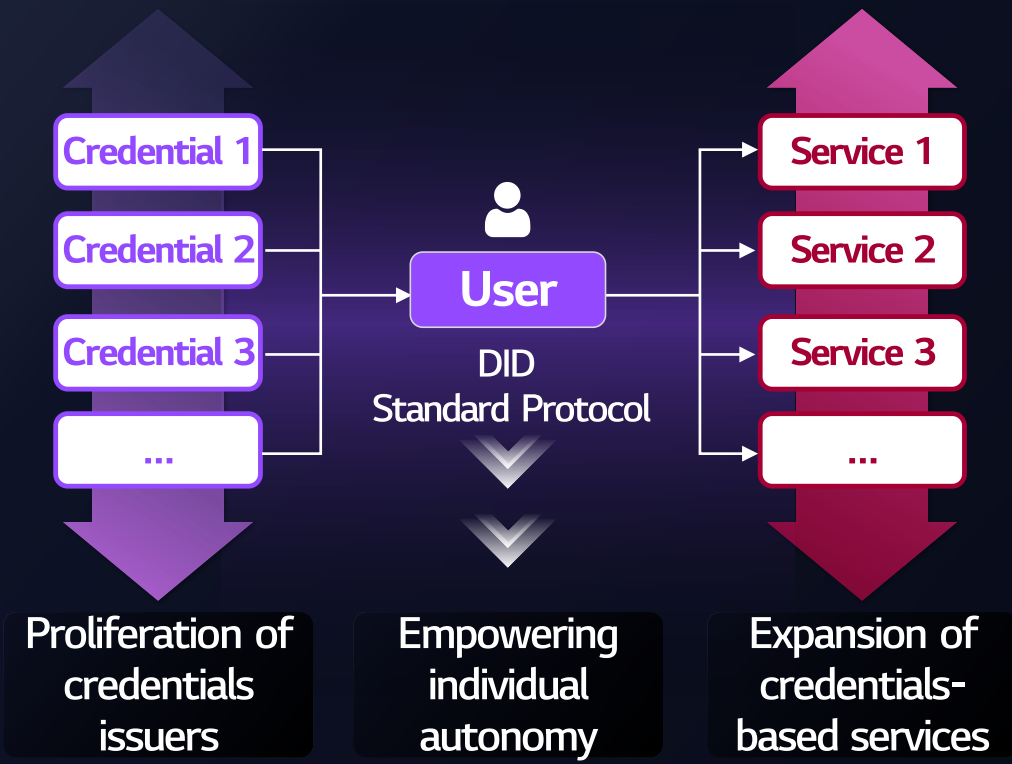 Credential 1
Credential 2
Credential 3
...
User
DID
Standard Protocol
Service 1
Service 2
Service 3
...
Proliferation of
credentials
issuers
Empowering
individual
autonomy
Expansion of
credentials-
based services